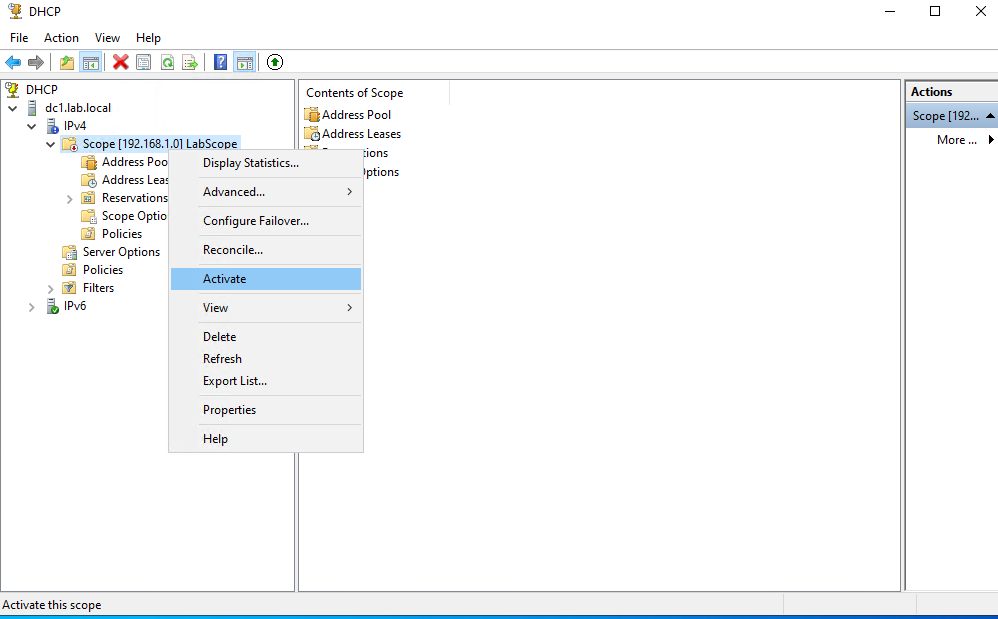 DHCP
File Action View Help
DHCP
dc1.lab.local
IPv4
Scope [192.168.1.0] LabScope
Address Poo
Address Leas
Reservations
Scope Optio
Policies
Server Options
Policies
Filters
IPv6
Display Statistics...
Advanced...
Configure Failover...
Reconcile...
Activate
View
Delete
Refresh
Export List...
Properties
Help
Contents of Scope
Address Pool
Address Leases
tions
Options
Actions
Scope [192...
More ...
Activate this scope